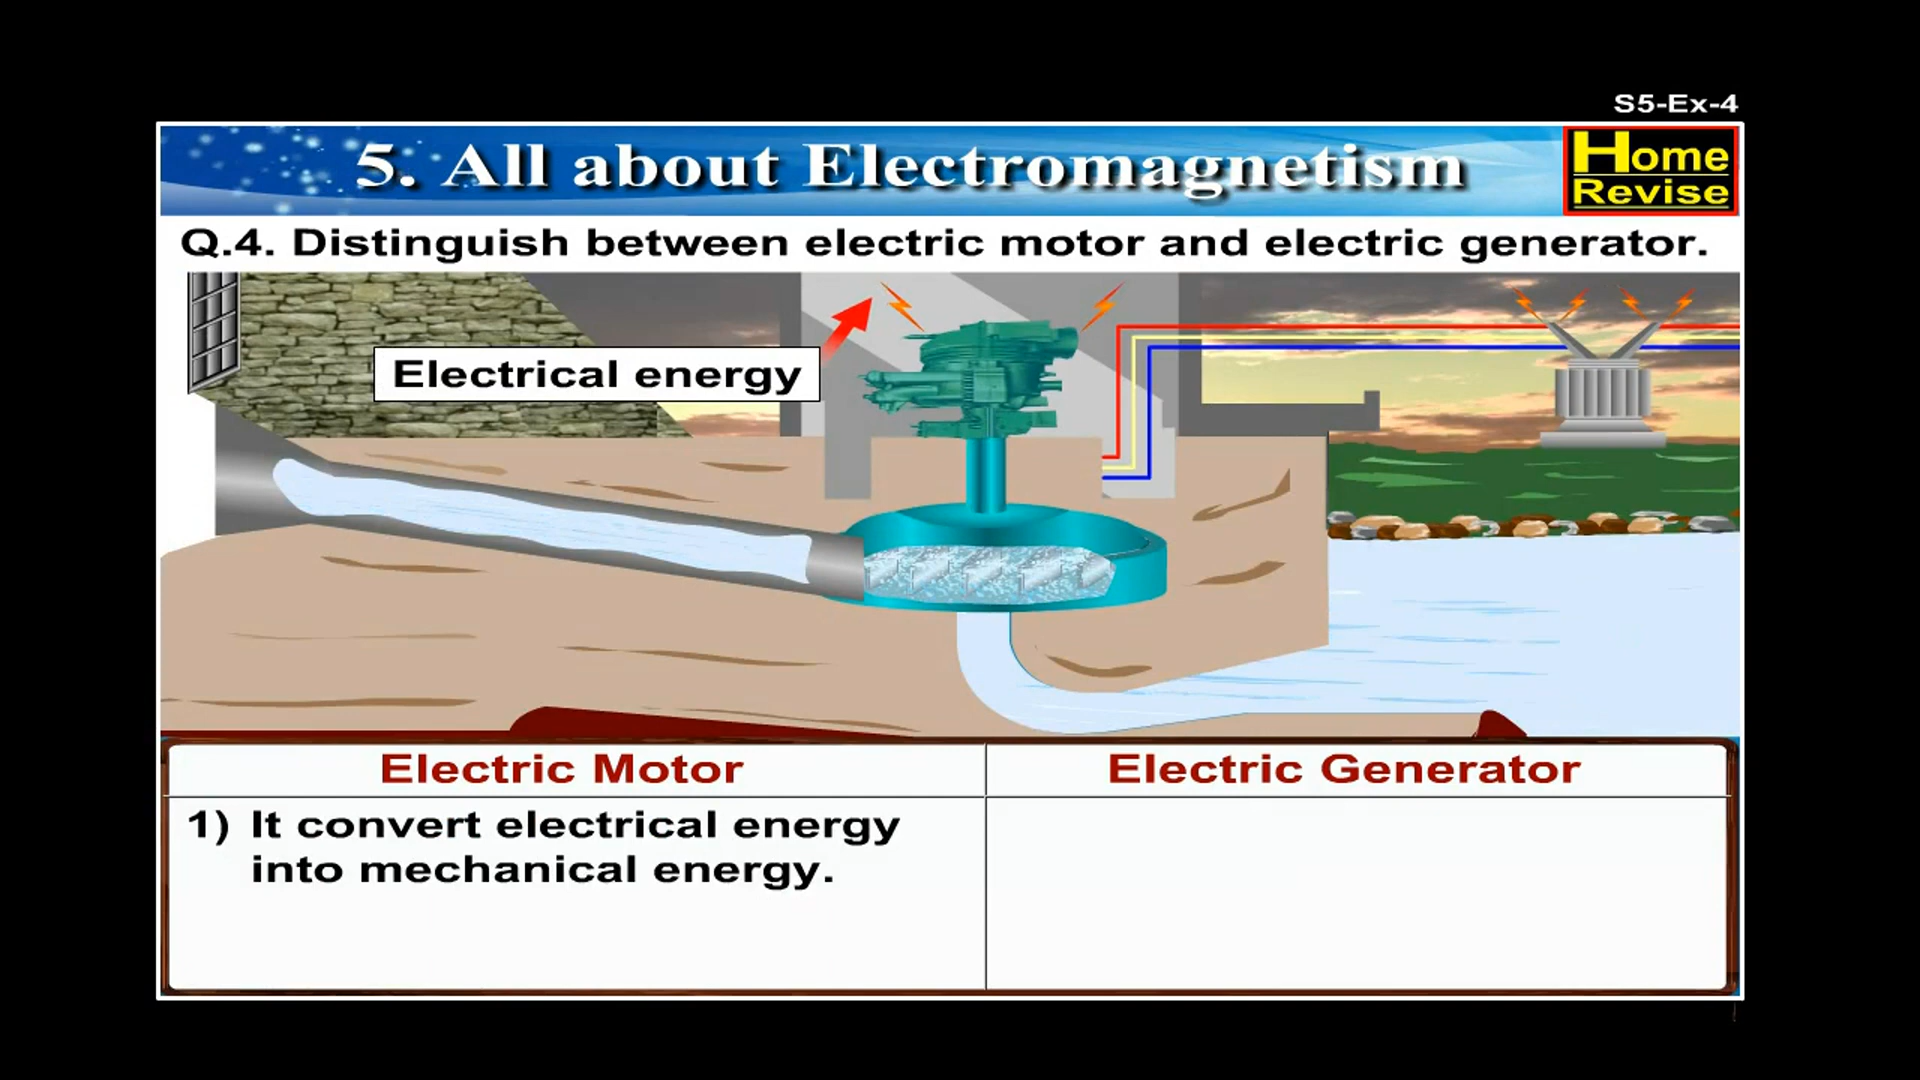 S5-Ex-4
5. All about Electromagnetism
Home
Revise
Q.4. Distinguish between electric motor and electric generator.
Electrical energy
Electric Motor
Electric Generator
1) It convert electrical energy
into mechanical energy.